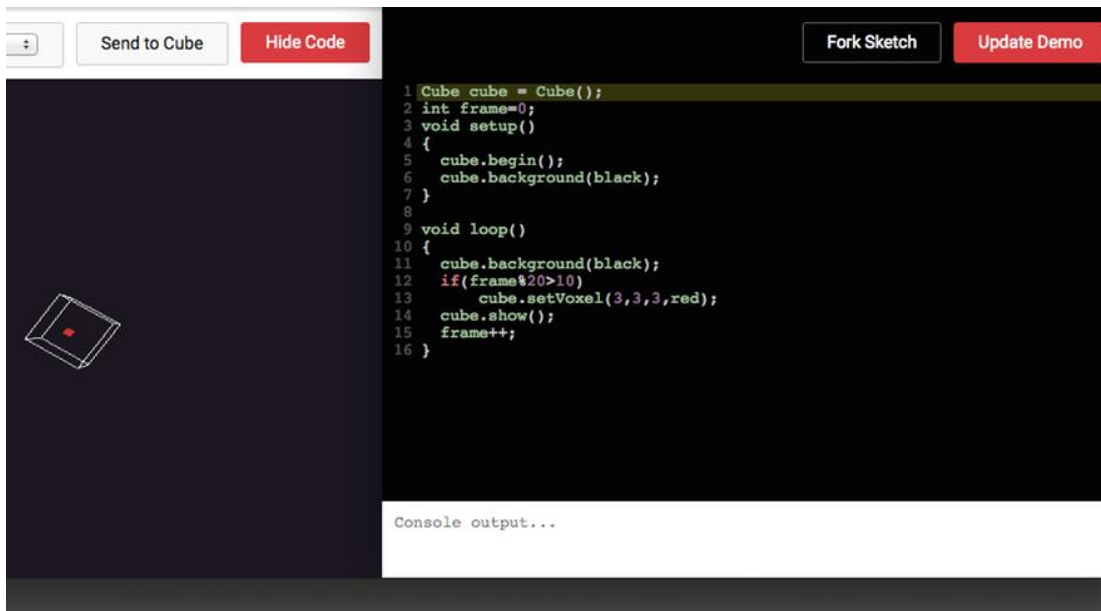 Send to Cube Hide Code Fork Sketch Update Demo
1 Cube cube = Cube();
2 int frame=0;
3 void setup()
4 {
5   cube.begin();
6   cube.background(black);
7 }
8
9 void loop()
10 {
11   cube.background(black);
12   if(frame%20>10)
13       cube.setVoxel(3,3,3,red);
14   cube.show();
15   frame++;
16 }
Console output...